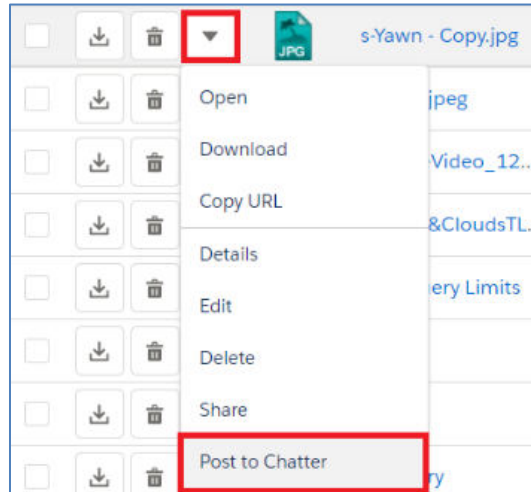 JPG
s-Yawn - Copy.jpg
Open
jpeg
Download
-Video_12...
Copy URL
&CloudsTL.
Details
ery Limits
Edit
Delete
Share
Post to Chatter
ry